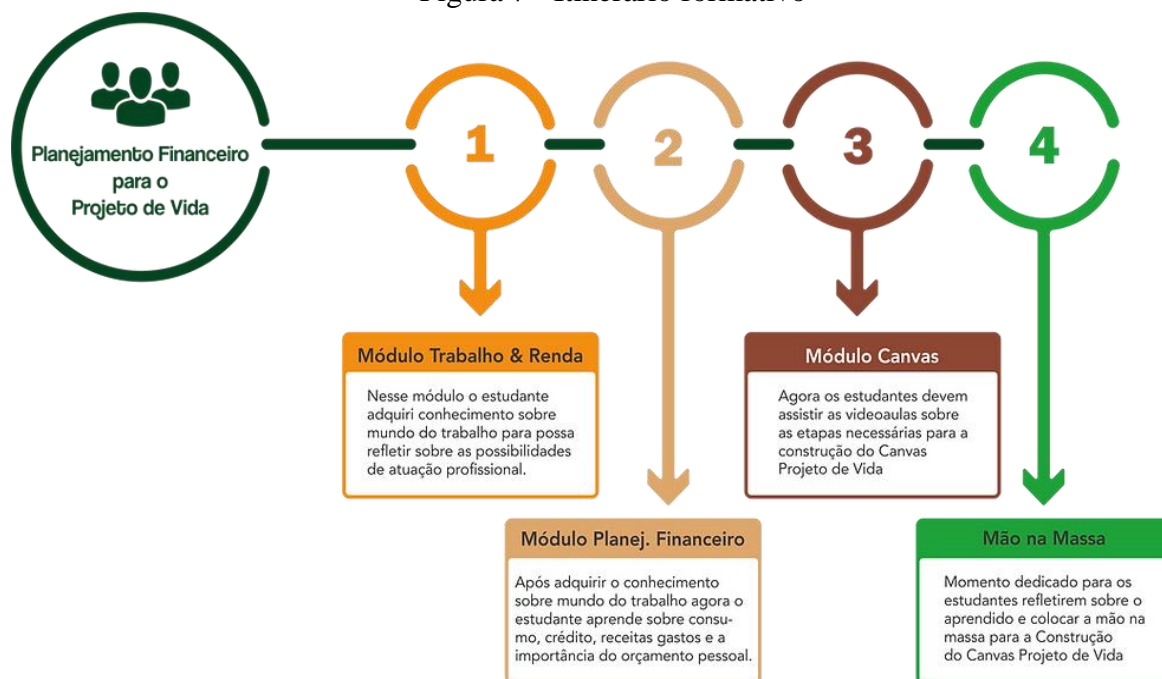 Itinerário formativo
Planejamento Financeiro
para o
Projeto de Vida
1
2
3
4
Módulo Trabalho & Renda
Nesse módulo o estudante
adquiri conhecimento sobre
mundo do trabalho para possa
refletir sobre as possibilidades
de atuação profissional.
Módulo Planej. Financeiro
Após adquirir o conhecimento
sobre mundo do trabalho agora o
estudante aprende sobre consu-
mo, crédito, receitas gastos e a
importância do orçamento pessoal.
Módulo Canvas
Agora os estudantes devem
assistir as videoaulas sobre
as etapas necessárias para a
construção do Canvas
Projeto de Vida
Mão na Massa
Momento dedicado para os
estudantes refletirem sobre o
aprendido e colocar a mão na
massa para a Construção
do Canvas Projeto de Vida